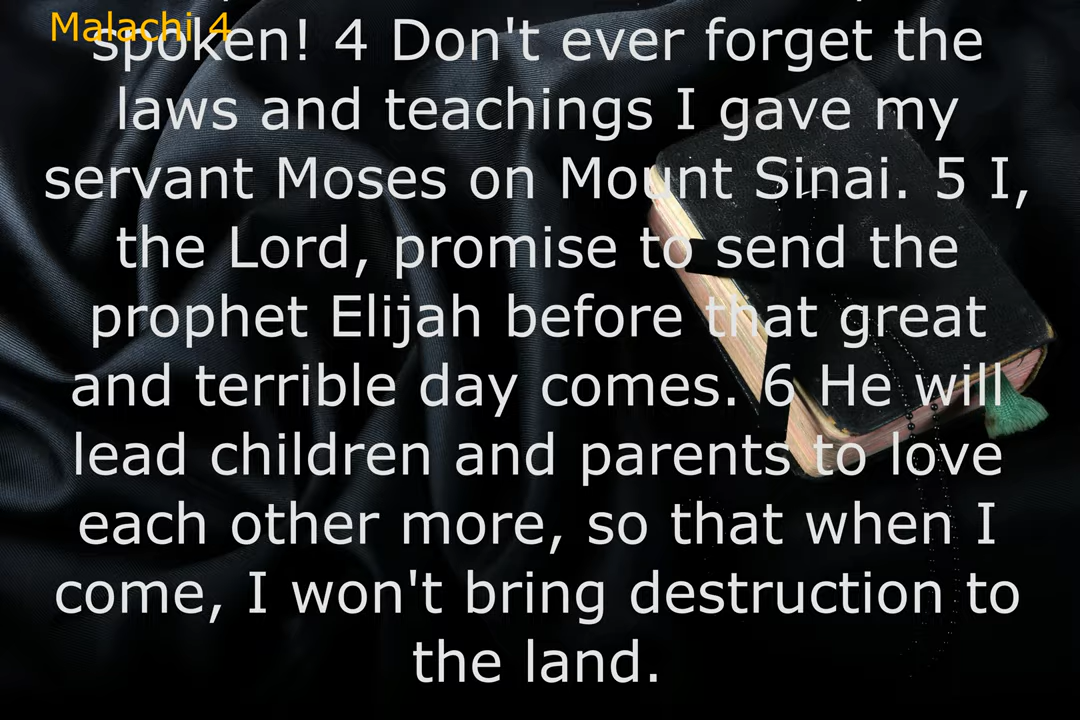 Malachi 4
spoken! 4 Don't ever forget the
laws and teachings I gave my
servant Moses on Mount Sinai. 5 I,
the Lord, promise to send the
prophet Elijah before that great
and terrible day comes. 6 He will
lead children and parents to love
each other more, so that when I
come, I won't bring destruction to
the land.